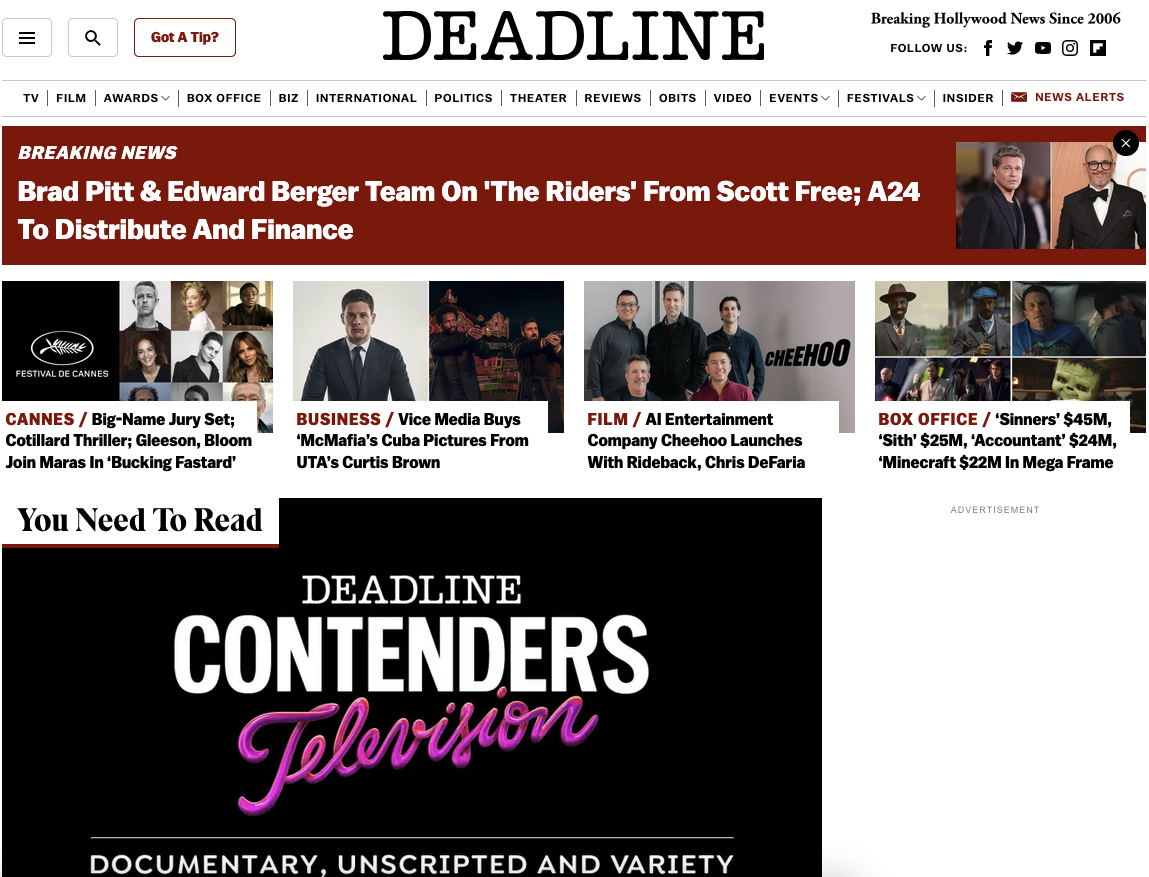 Got A Tip?
DEADLINE
Breaking Hollywood News Since 2006
FOLLOW US:
TV FILM AWARDS BOX OFFICE BIZ INTERNATIONAL POLITICS THEATER REVIEWS OBITS VIDEO EVENTS FESTIVALS INSIDER NEWS ALERTS
BREAKING NEWS
Brad Pitt & Edward Berger Team On 'The Riders' From Scott Free; A24
To Distribute And Finance
FESTIVAL DE CANNES
CANNES / Big-Name Jury Set;
Cotillard Thriller; Gleeson, Bloom
Join Maras In ‘Bucking Fastard’
BUSINESS / Vice Media Buys
‘McMafia’s Cuba Pictures From
UTA’s Curtis Brown
CHEEHOO
FILM / AI Entertainment
Company Cheehoo Launches
With Rideback, Chris DeFaria
BOX OFFICE / ‘Sinners’ $45M,
‘Sith’ $25M, ‘Accountant’ $24M,
‘Minecraft $22M In Mega Frame
You Need To Read
ADVERTISEMENT
DEADLINE
CONTENDERS
Television
DOCUMENTARY, UNSCRIPTED AND VARIETY